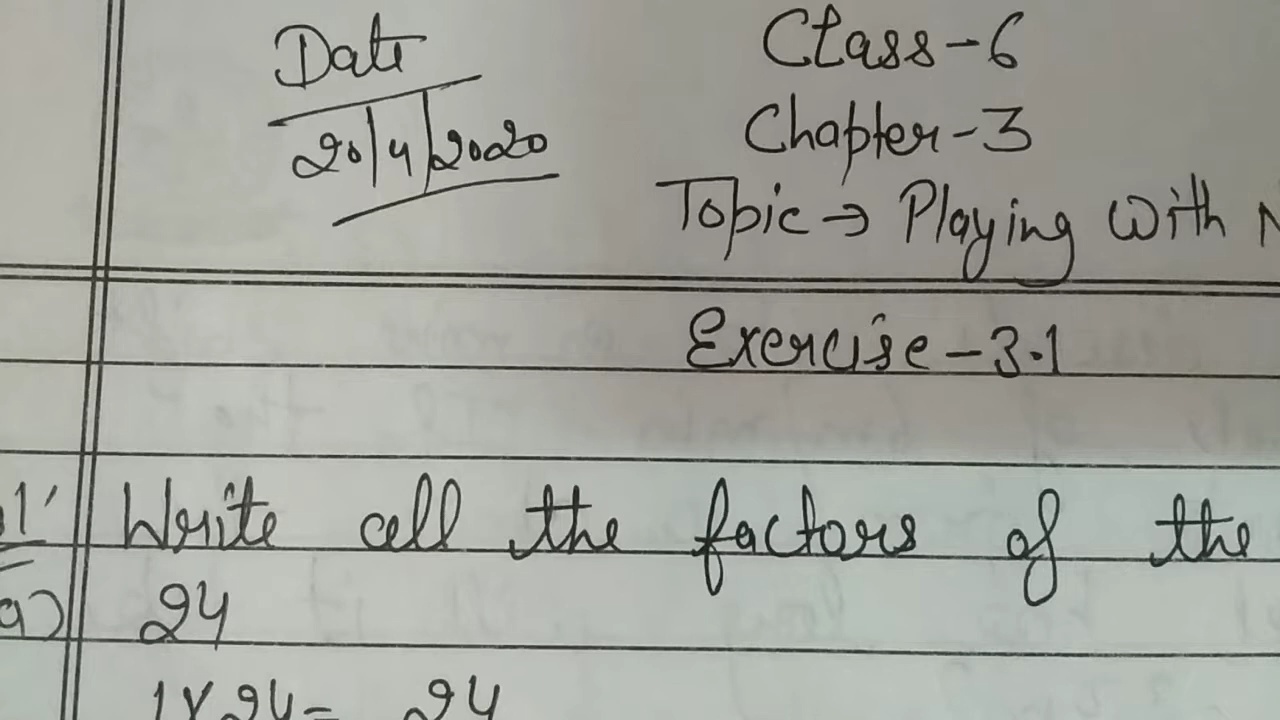 Date
20/4/2020
Class-6
Chapter-3
Topic → Playing With
Exercise-3.1
1' Write all the factors of the
a) 24
1×24= 24